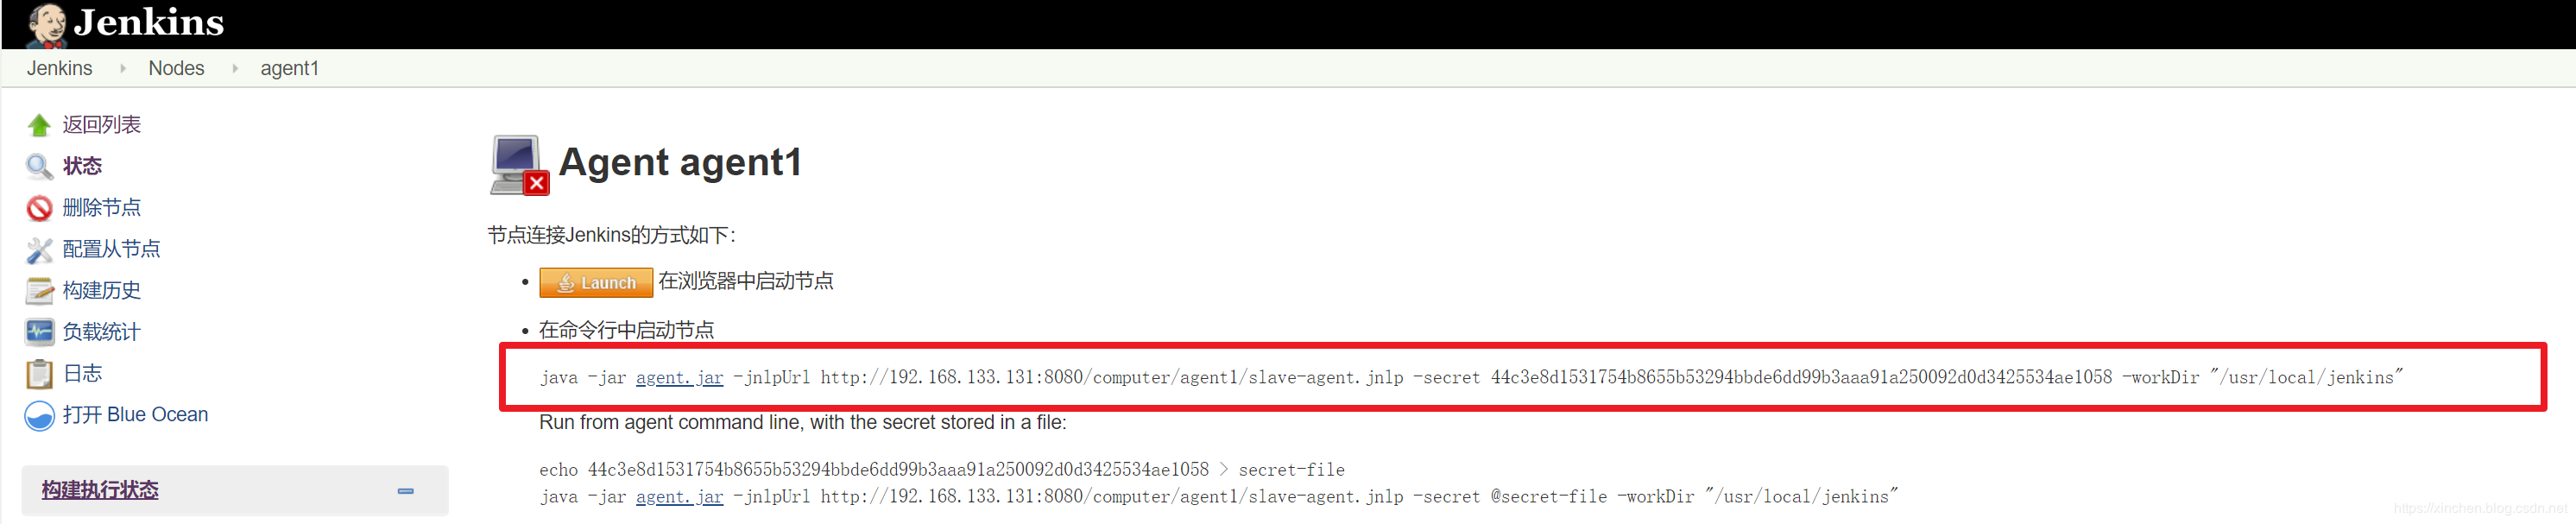 Jenkins
Jenkins Nodes agent1
返回列表
状态
删除节点
配置从节点
构建历史
负载统计
日志
打开 Blue Ocean
构建执行状态
Agent agent1
节点连接Jenkins的方式如下:
Launch 在浏览器中启动节点
在命令行中启动节点
java -jar agent.jar -jnlpUrl http://192.168.133.131:8080/computer/agent1/slave-agent.jnlp -secret 44c3e8d1531754b8655b53294bbde6dd99b3aaa91a250092d0d3425534ae1058 -workDir "/usr/local/jenkins"
Run from agent command line, with the secret stored in a file:
echo 44c3e8d1531754b8655b53294bbde6dd99b3aaa91a250092d0d3425534ae1058 > secret-file
java -jar agent.jar -jnlpUrl http://192.168.133.131:8080/computer/agent1/slave-agent.jnlp -secret @secret-file -workDir "/usr/local/jenkins"
https://xinchen.blog.csdn.net